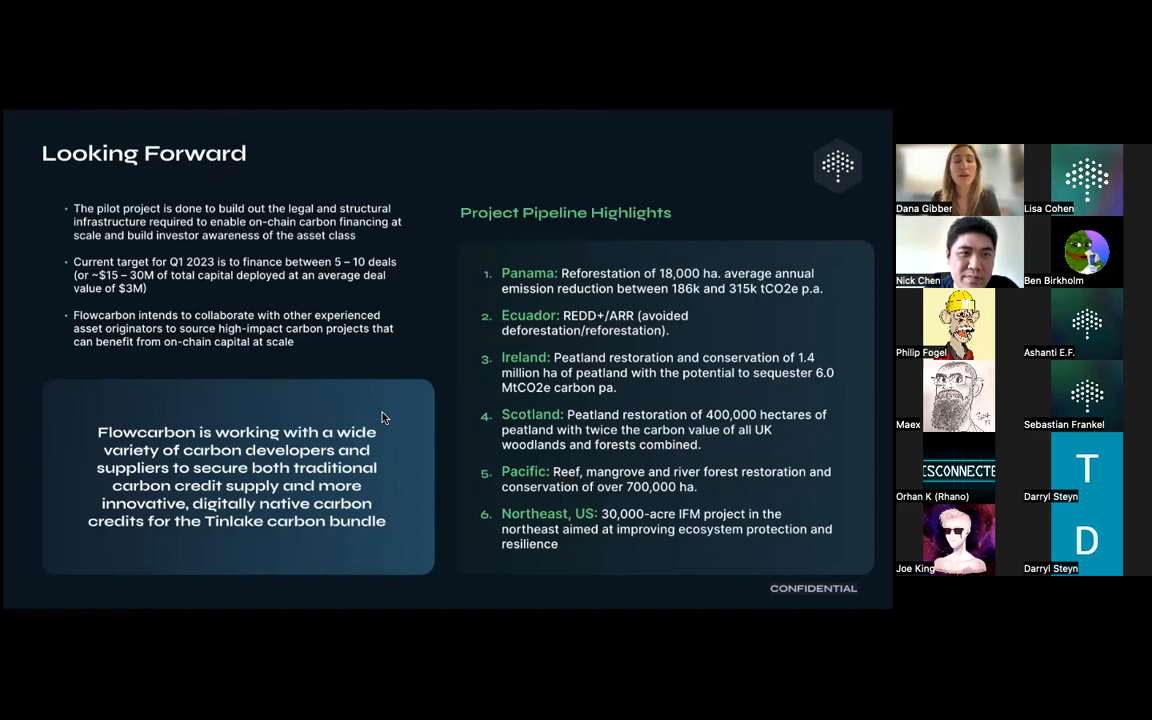 Looking Forward
• The pilot project is done to build out the legal and structural
infrastructure required to enable on-chain carbon financing at
scale and build investor awareness of the asset class
• Current target for Q1 2023 is to finance between 5 – 10 deals
(or ~$15 – 30M of total capital deployed at an average deal
value of $3M)
• Flowcarbon intends to collaborate with other experienced
asset originators to source high-impact carbon projects that
can benefit from on-chain capital at scale
Flowcarbon is working with a wide
variety of carbon developers and
suppliers to secure both traditional
carbon credit supply and more
innovative, digitally native carbon
credits for the Tinlake carbon bundle
Project Pipeline Highlights
1. Panama: Reforestation of 18,000 ha. average annual
emission reduction between 186k and 315k tCO2e p.a.
2. Ecuador: REDD+/ARR (avoided
deforestation/reforestation).
3. Ireland: Peatland restoration and conservation of 1.4
million ha of peatland with the potential to sequester 6.0
MtCO2e carbon pa.
4. Scotland: Peatland restoration of 400,000 hectares of
peatland with twice the carbon value of all UK
woodlands and forests combined.
5. Pacific: Reef, mangrove and river forest restoration and
conservation of over 700,000 ha.
6. Northeast, US: 30,000-acre IFM project in the
northeast aimed at improving ecosystem protection and
resilience
CONFIDENTIAL
Dana Gibber
Lisa Cohen
Nick Chen
Ben Birkholm
Philip Fogel
Ashanti E.F.
Maex
Sebastian Frankel
ISCONNECTE
Orhan K (Rhano)
T
Darryl Steyn
Joe King
D
Darryl Steyn